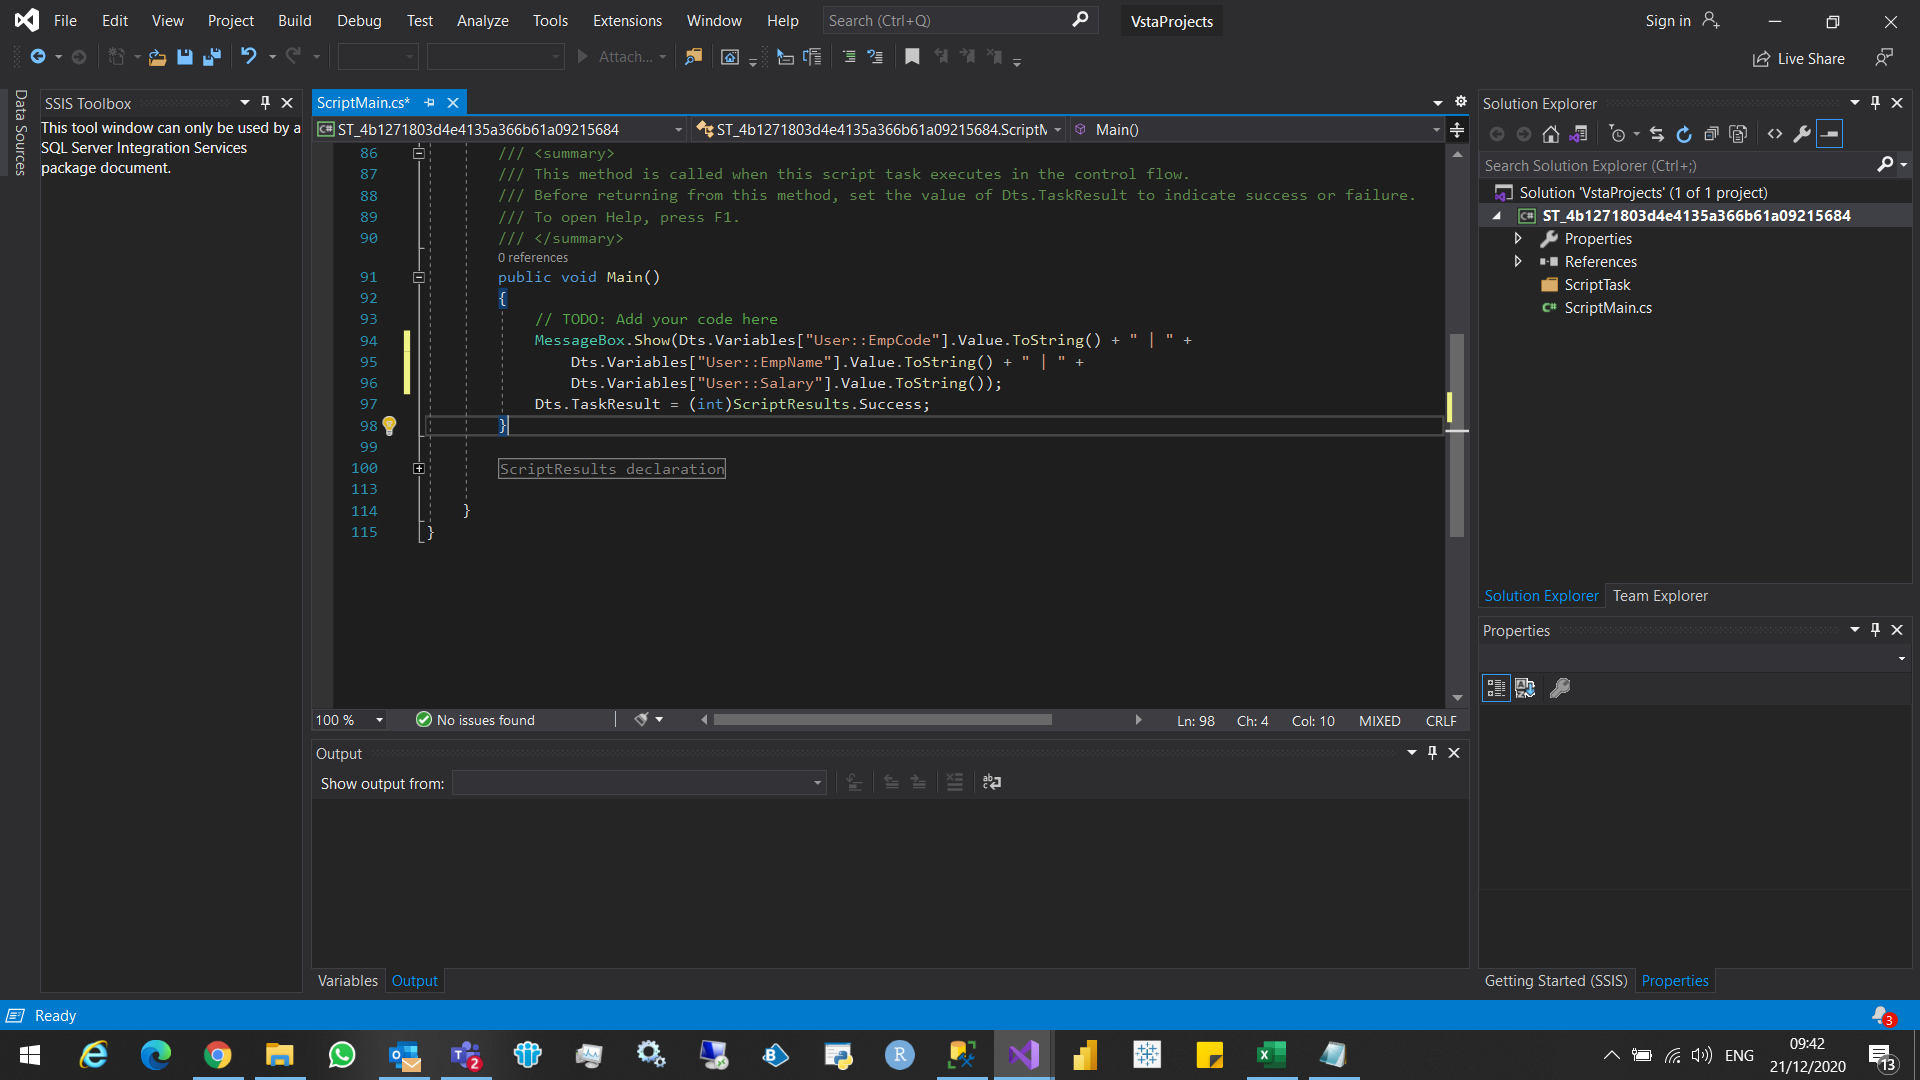 File Edit View Project Build Debug Test Analyze Tools Extensions Window Help Search (Ctrl+Q) VstaProjects Sign in
Attach... Live Share
Data Sources
SSIS Toolbox
This tool window can only be used by a
SQL Server Integration Services
package document.
ScriptMain.cs*
C# ST_4b1271803d4e4135a366b61a09215684 ST_4b1271803d4e4135a366b61a09215684.ScriptM Main()
86 /// <summary>
87 /// This method is called when this script task executes in the control flow.
88 /// Before returning from this method, set the value of Dts.TaskResult to indicate success or failure.
89 /// To open Help, press F1.
90 /// </summary>
0 references
91 public void Main()
92 {
93 // TODO: Add your code here
94 MessageBox.Show(Dts.Variables["User::EmpCode"].Value.ToString() + " | " +
95 Dts.Variables["User::EmpName"].Value.ToString() + " | " +
96 Dts.Variables["User::Salary"].Value.ToString());
97 Dts.TaskResult = (int)ScriptResults.Success;
98 }
99
100 ScriptResults declaration
113
114 }
115 }
100 % No issues found Ln: 98 Ch: 4 Col: 10 MIXED CRLF
Output
Show output from:
Variables Output
Solution Explorer
Search Solution Explorer (Ctrl+;)
Solution 'VstaProjects' (1 of 1 project)
C# ST_4b1271803d4e4135a366b61a09215684
Properties
References
ScriptTask
C# ScriptMain.cs
Solution Explorer Team Explorer
Properties
Getting Started (SSIS) Properties
Ready 3
2 ENG 09:42
21/12/2020 13